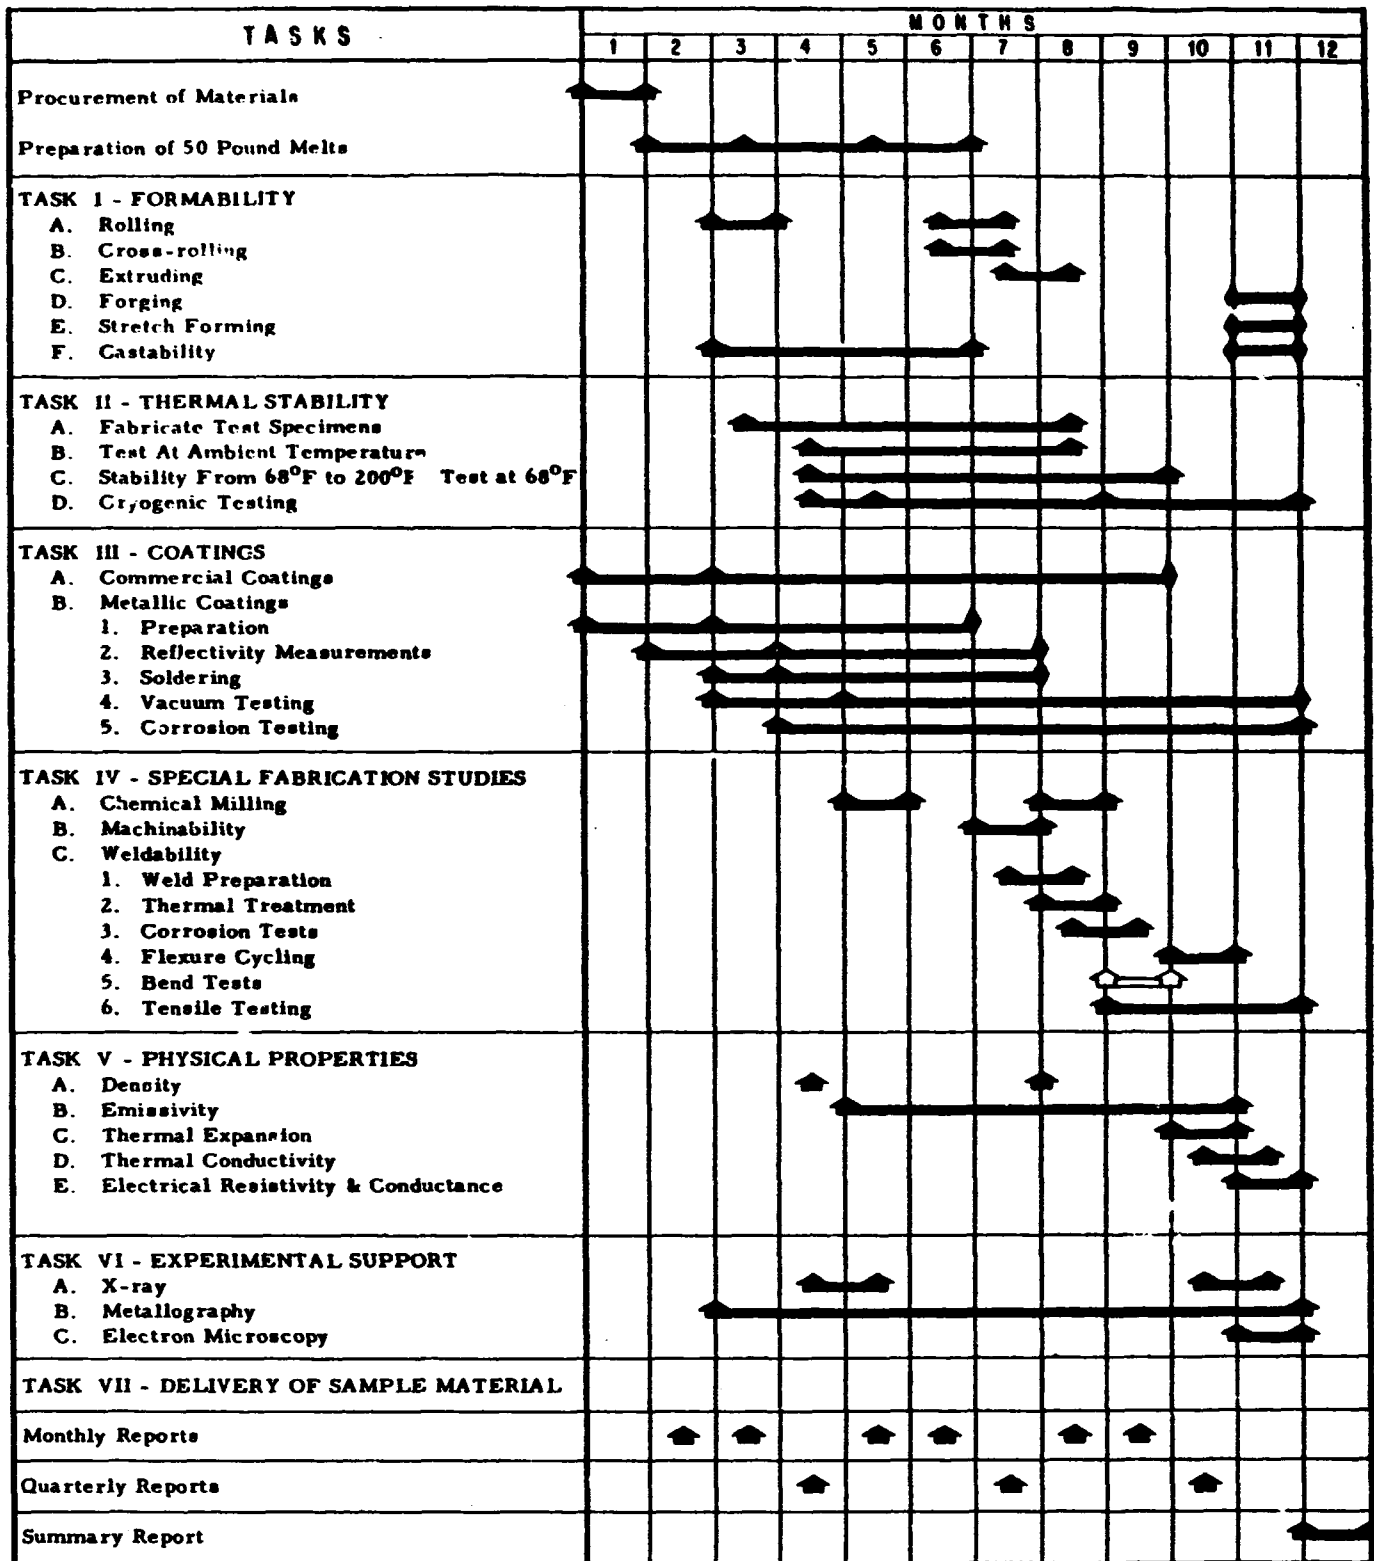 TASKS
MONTHS
1 2 3 4 5 6 7 8 9 10 11 12
Procurement of Materials
Preparation of 50 Pound Melts
TASK I - FORMABILITY
A. Rolling
B. Cross-rolling
C. Extruding
D. Forging
E. Stretch Forming
F. Castability
TASK II - THERMAL STABILITY
A. Fabricate Test Specimens
B. Test At Ambient Temperature
C. Stability From 68°F to 200°F Test at 68°F
D. Cryogenic Testing
TASK III - COATINGS
A. Commercial Coatings
B. Metallic Coatings
1. Preparation
2. Reflectivity Measurements
3. Soldering
4. Vacuum Testing
5. Corrosion Testing
TASK IV - SPECIAL FABRICATION STUDIES
A. Chemical Milling
B. Machinability
C. Weldability
1. Weld Preparation
2. Thermal Treatment
3. Corrosion Tests
4. Flexure Cycling
5. Bend Tests
6. Tensile Testing
TASK V - PHYSICAL PROPERTIES
A. Density
B. Emissivity
C. Thermal Expansion
D. Thermal Conductivity
E. Electrical Resistivity & Conductance
TASK VI - EXPERIMENTAL SUPPORT
A. X-ray
B. Metallography
C. Electron Microscopy
TASK VII - DELIVERY OF SAMPLE MATERIAL
Monthly Reports
Quarterly Reports
Summary Report